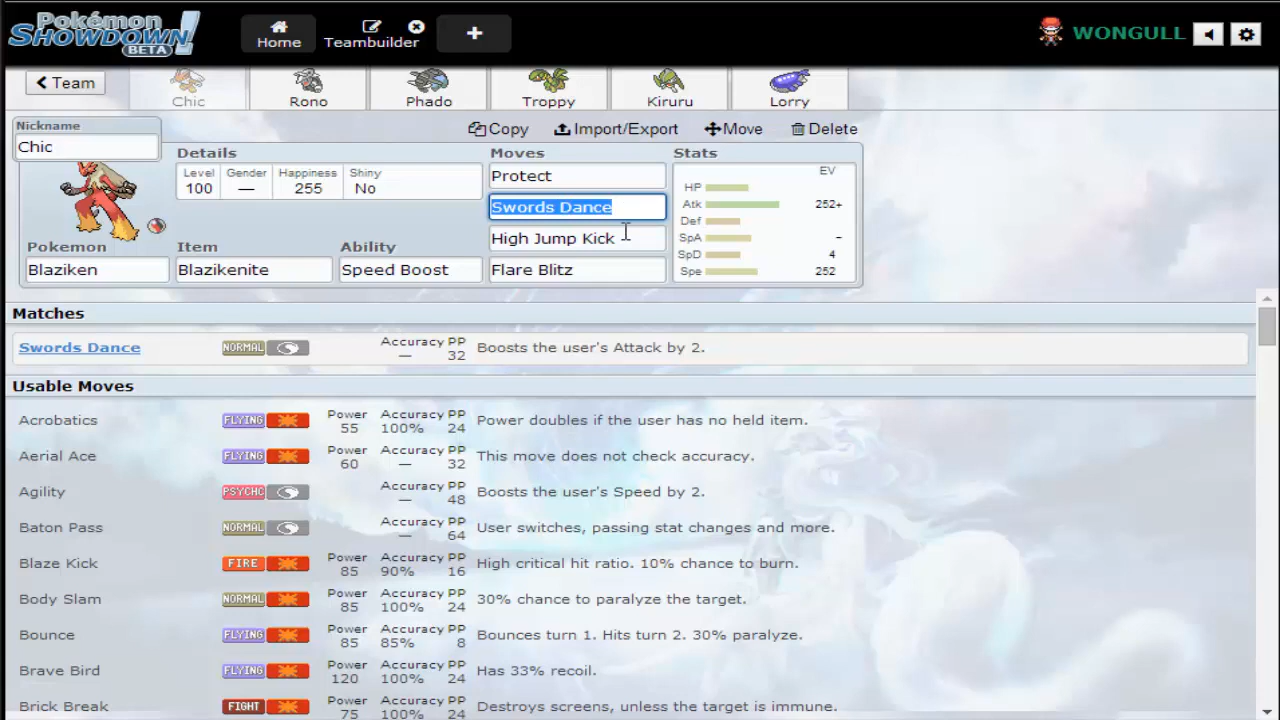 Pokémon
SHOWDOWN!
BETA
Home
Teambuilder
+
WONGULL
Team
Chic
Rono
Phado
Troppy
Kiruru
Lorry
Copy Import/Export Move Delete
Nickname
Chic
Details
Level Gender Happiness Shiny
100 — 255 No
Pokemon
Blaziken
Item
Blazikenite
Ability
Speed Boost
Moves
Protect
Swords Dance
High Jump Kick
Flare Blitz
Stats
EV
HP
Atk 252+
Def
SpA –
SpD 4
Spe 252
Matches
Swords Dance NORMAL Accuracy — PP 32 Boosts the user's Attack by 2.
Usable Moves
Acrobatics FLYING Power 55 Accuracy 100% PP 24 Power doubles if the user has no held item.
Aerial Ace FLYING Power 60 Accuracy — PP 32 This move does not check accuracy.
Agility PSYCHC Accuracy — PP 48 Boosts the user's Speed by 2.
Baton Pass NORMAL Accuracy — PP 64 User switches, passing stat changes and more.
Blaze Kick FIRE Power 85 Accuracy 90% PP 16 High critical hit ratio. 10% chance to burn.
Body Slam NORMAL Power 85 Accuracy 100% PP 24 30% chance to paralyze the target.
Bounce FLYING Power 85 Accuracy 85% PP 8 Bounces turn 1. Hits turn 2. 30% paralyze.
Brave Bird FLYING Power 120 Accuracy 100% PP 24 Has 33% recoil.
Brick Break FIGHT Power 75 Accuracy 100% PP 24 Destroys screens, unless the target is immune.